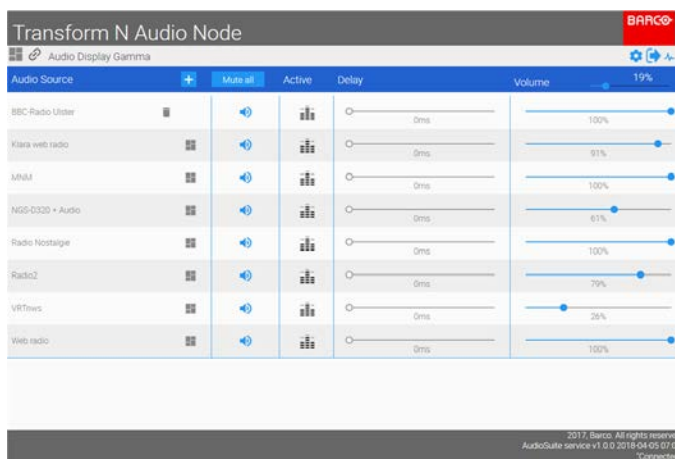 Transform N Audio Node
BARCO
Audio Display Gamma
Audio Source + Mute all Active Delay Volume 19%
BBC-Radio Ulster 0ms 100%
Klara web radio 0ms 91%
MNM 0ms 100%
NGS-D320 + Audio 0ms 61%
Radio Nostalgie 0ms 100%
Radio2 0ms 79%
VRTnws 0ms 26%
Web radio 0ms 100%
2017, Barco. All rights reserve
AudioSuite service v1.0.0 2018-04-05 07:0
"Connecte